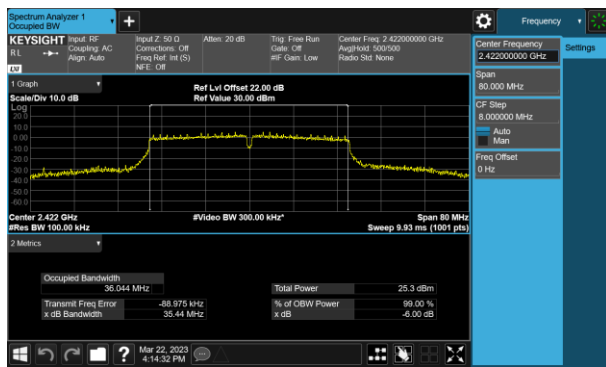 Spectrum Analyzer 1
Occupied BW
Frequency
KEYSIGHT
RL
Input: RF
Coupling: AC
Align: Auto
Input Z: 50 Ω
Corrections: Off
Freq Ref: Int (S)
NFE: Off
Atten: 20 dB
Trig: Free Run
Gate: Off
#IF Gain: Low
Center Freq: 2.422000000 GHz
Avg|Hold: 500/500
Radio Std: None
Center Frequency
2.422000000 GHz
Settings
Span
80.000 MHz
CF Step
8.000000 MHz
Auto
Man
Freq Offset
0 Hz
1 Graph
Scale/Div 10.0 dB
Ref Lvl Offset 22.00 dB
Ref Value 30.00 dBm
Log
20.0
10.0
0.00
-10.0
-20.0
-30.0
-40.0
-50.0
-60.0
Center 2.422 GHz
#Video BW 300.00 kHz*
Span 80 MHz
#Res BW 100.00 kHz
Sweep 9.93 ms (1001 pts)
2 Metrics
Occupied Bandwidth
36.044 MHz
Total Power 25.3 dBm
Transmit Freq Error -88.975 kHz
% of OBW Power 99.00 %
x dB Bandwidth 35.44 MHz
x dB -6.00 dB
?
Mar 22, 2023
4:14:32 PM